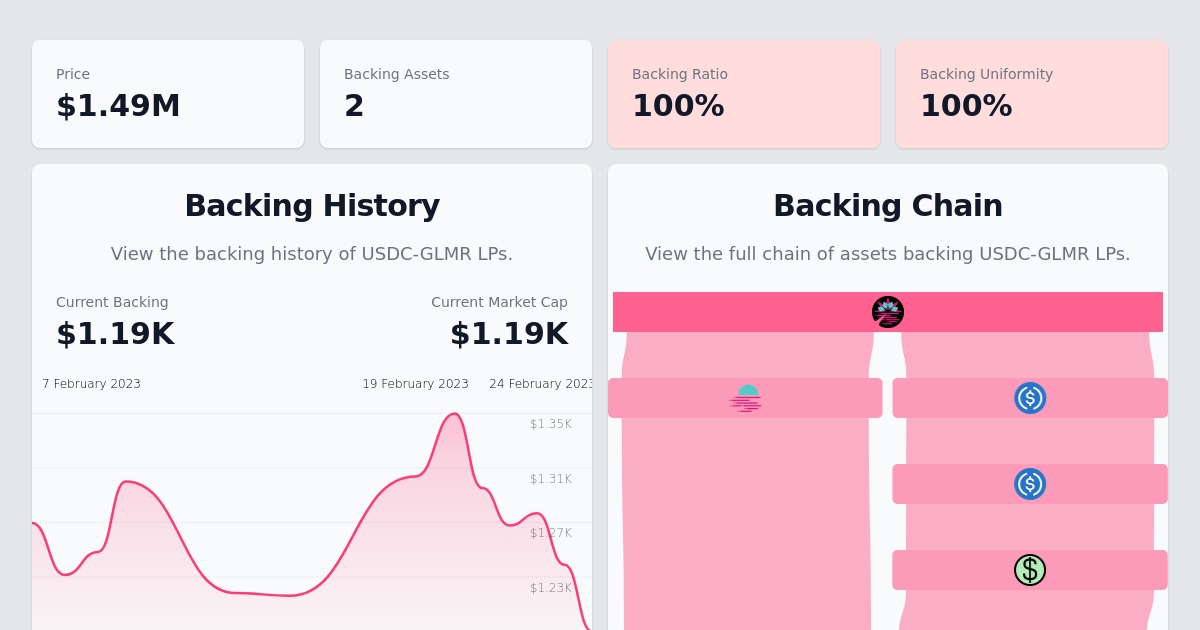 Price
$1.49M
Backing Assets
2
Backing Ratio
100%
Backing Uniformity
100%
Backing History
View the backing history of USDC-GLMR LPs.
Current Backing
$1.19K
Current Market Cap
$1.19K
7 February 2023
19 February 2023
24 February 2023
$1.35K
$1.31K
$1.27K
$1.23K
Backing Chain
View the full chain of assets backing USDC-GLMR LPs.
$
$
$